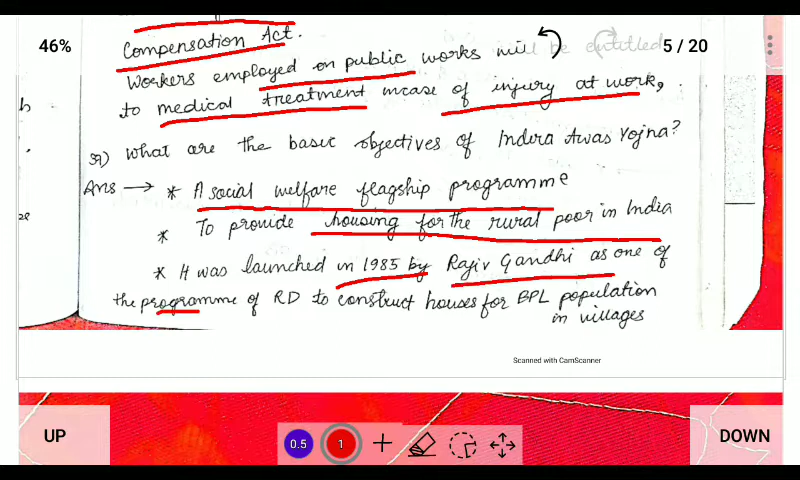 46%
5 / 20
Compensation Act.
Workers employed on public works will be entitled
to medical treatment incase of injury at work,
39) What are the basic objectives of Indira Awas Yojna?
Ans → * A social welfare flagship programme
* To provide housing for the rural poor in India
* It was launched in 1985 by Rajiv Gandhi as one of
the programme of RD to construct houses for BPL population
in villages
Scanned with CamScanner
UP
0.5
1
DOWN